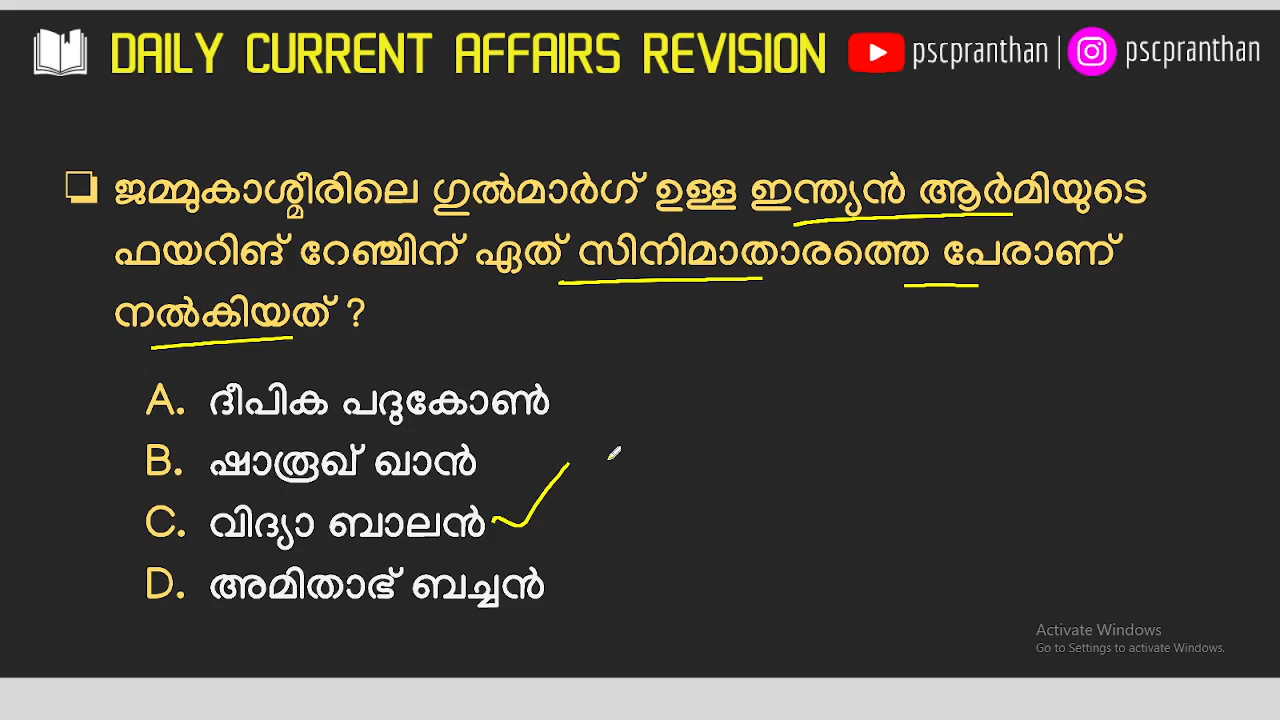 DAILY CURRENT AFFAIRS REVISION pscpranthan | pscpranthan
ജമ്മുകാശ്മീരിലെ ഗുൽമാർഗ് ഉള്ള ഇന്ത്യൻ ആർമിയുടെ
ഫയറിങ് റേഞ്ചിന് ഏത് സിനിമാതാരത്തെ പേരാണ്
നൽകിയത് ?
A. ദീപിക പദുകോൺ
B. ഷാരൂഖ് ഖാൻ
C. വിദ്യാ ബാലൻ
D. അമിതാഭ് ബച്ചൻ
Activate Windows
Go to Settings to activate Windows.